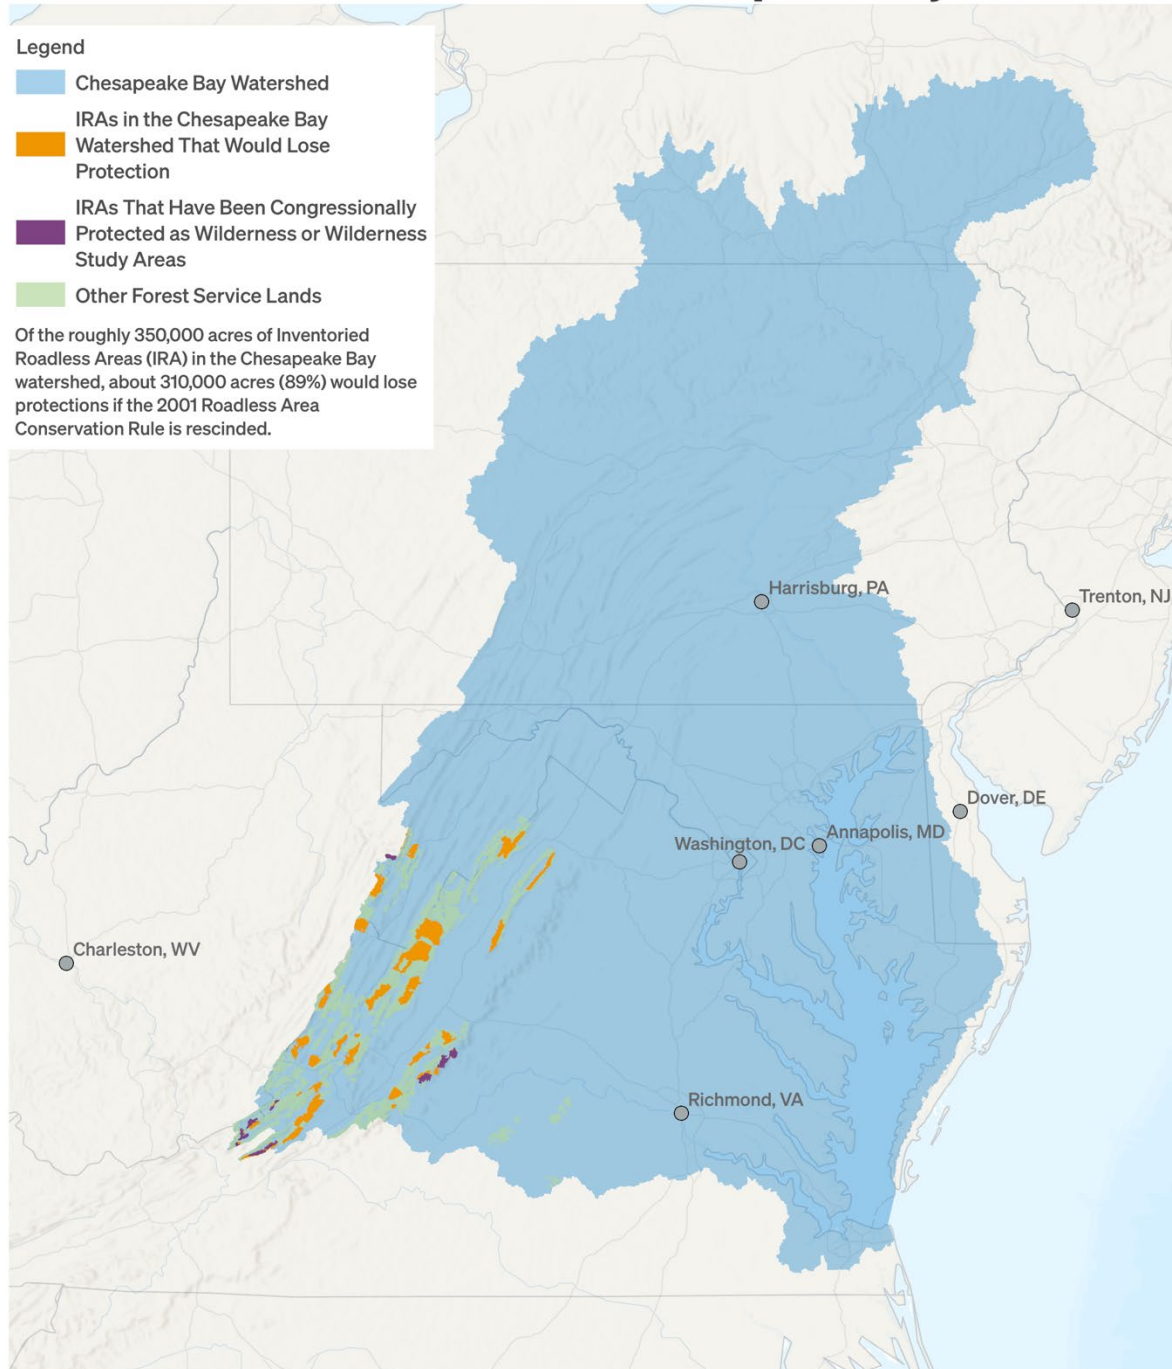 Legend
Chesapeake Bay Watershed
IRAs in the Chesapeake Bay
Watershed That Would Lose
Protection
IRAs That Have Been Congressionally
Protected as Wilderness or Wilderness
Study Areas
Other Forest Service Lands
Of the roughly 350,000 acres of Inventoried
Roadless Areas (IRA) in the Chesapeake Bay
watershed, about 310,000 acres (89%) would lose
protections if the 2001 Roadless Area
Conservation Rule is rescinded.
Harrisburg, PA
Trenton, NJ
Dover, DE
Annapolis, MD
Washington, DC
Charleston, WV
Richmond, VA